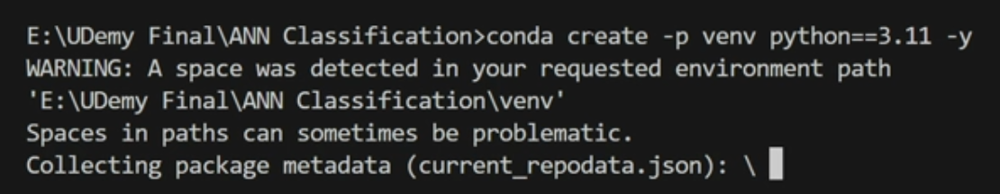 E:\UDemy Final\ANN Classification>conda create -p venv python==3.11 -y
WARNING: A space was detected in your requested environment path
'E:\UDemy Final\ANN Classification\venv'
Spaces in paths can sometimes be problematic.
Collecting package metadata (current_repodata.json): \